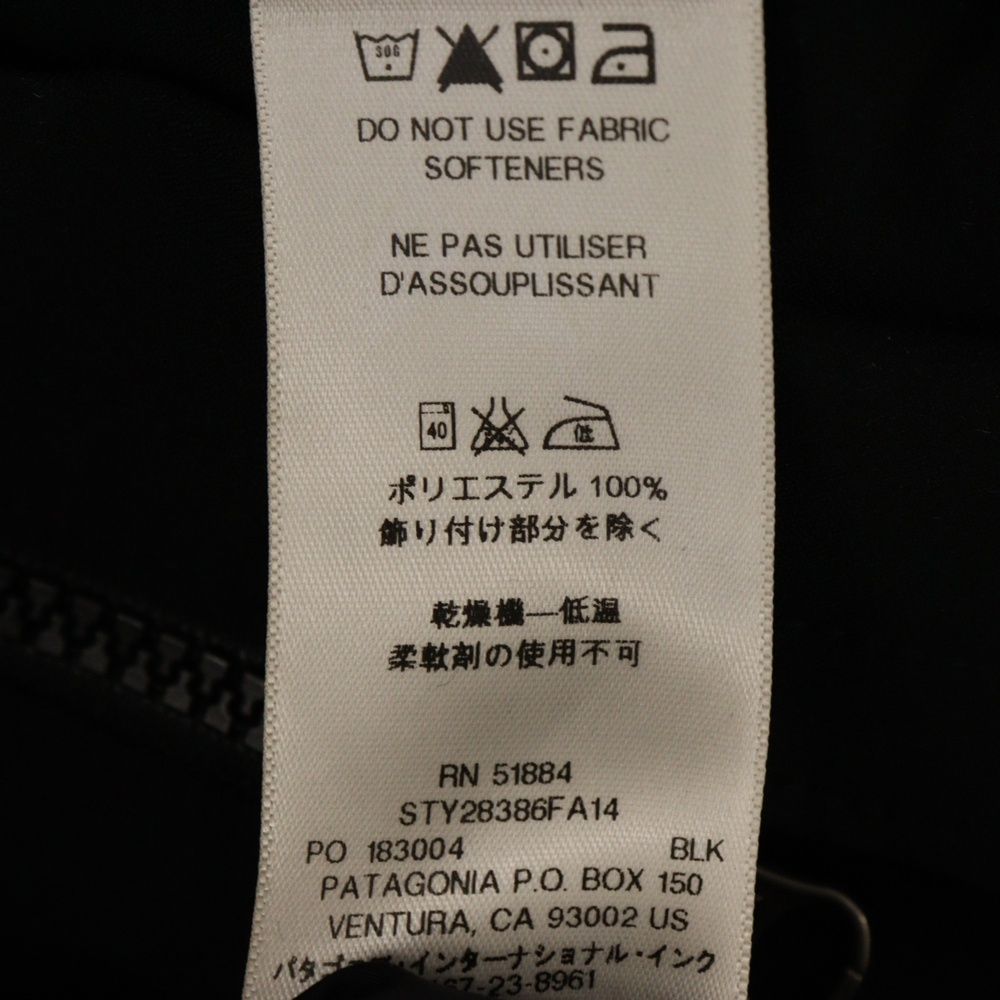 30C
DO NOT USE FABRIC
SOFTENERS
NE PAS UTILISER
D'ASSOUPLISSANT
40
低
ポリエステル 100%
飾り付け部分を除く
乾燥機—低温
柔軟剤の使用不可
RN 51884
STY28386FA14
PO 183004 BLK
PATAGONIA P.O. BOX 150
VENTURA, CA 93002 US
インターナショナル・インク
-23-8961